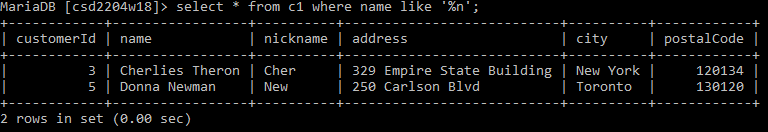 MariaDB [csd2204w18]> select * from c1 where name like '%n';
+------------+-----------------+----------+---------------------------+----------+------------+
| customerId | name            | nickname | address                   | city     | postalCode |
+------------+-----------------+----------+---------------------------+----------+------------+
|          3 | Cherlies Theron | Cher     | 329 Empire State Building | New York |     120134 |
|          5 | Donna Newman    | New      | 250 Carlson Blvd          | Toronto  |     130120 |
+------------+-----------------+----------+---------------------------+----------+------------+
2 rows in set (0.00 sec)